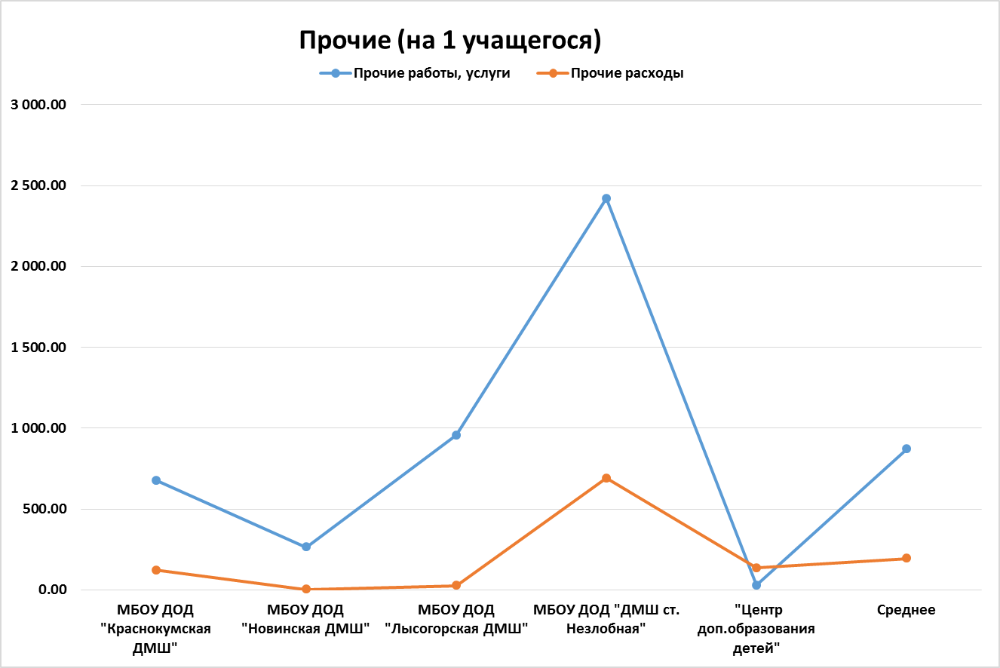 Прочие (на 1 учащегося)
Прочие работы, услуги
Прочие расходы
3 000.00
2 500.00
2 000.00
1 500.00
1 000.00
500.00
0.00
МБОУ ДОД
"Краснокумская
ДМШ"
МБОУ ДОД
"Новинская ДМШ"
МБОУ ДОД
"Лысогорская ДМШ"
МБОУ ДОД "ДМШ ст.
Незлобная"
"Центр
доп.образования
детей"
Среднее